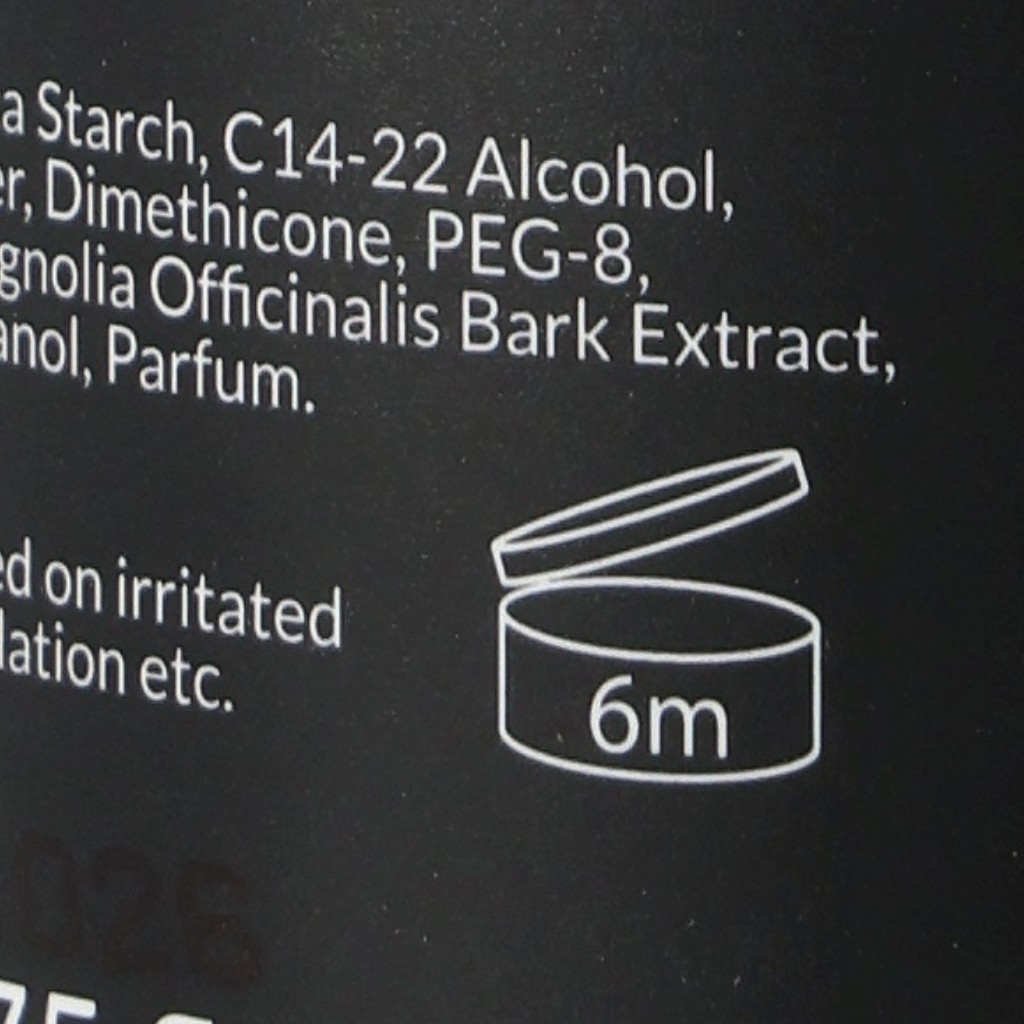 a Starch, C14-22 Alcohol,
er, Dimethicone, PEG-8,
gnolia Officinalis Bark Extract,
anol, Parfum.
ed on irritated
lation etc.
6m
026